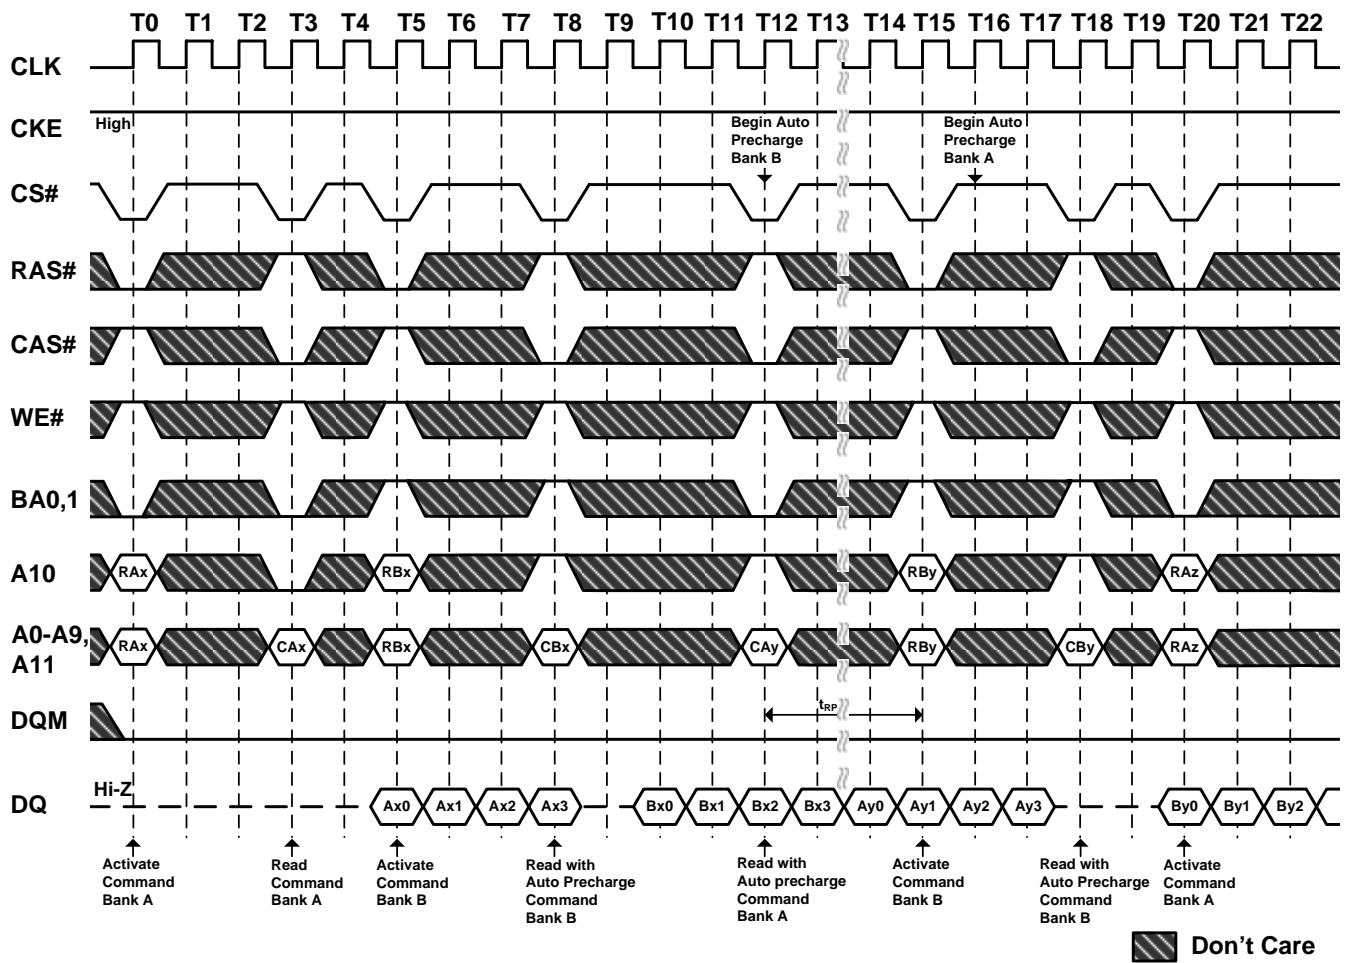 T0 T1 T2 T3 T4 T5 T6 T7 T8 T9 T10 T11 T12 T13 T14 T15 T16 T17 T18 T19 T20 T21 T22
CLK
CKE
High
Begin Auto
Precharge
Bank B
Begin Auto
Precharge
Bank A
CS#
RAS#
CAS#
WE#
BA0,1
A10
RAx RBx RBy RAz
A0-A9,
A11
RAx CAx RBx CBx CAy RBy CBy RAz
DQM
tRP
DQ
Hi-Z
Ax0 Ax1 Ax2 Ax3 Bx0 Bx1 Bx2 Bx3 Ay0 Ay1 Ay2 Ay3 By0 By1 By2
Activate
Command
Bank A
Read
Command
Bank A
Activate
Command
Bank B
Read with
Auto Precharge
Command
Bank B
Read with
Auto precharge
Command
Bank A
Activate
Command
Bank B
Read with
Auto Precharge
Command
Bank B
Activate
Command
Bank A
Don't Care